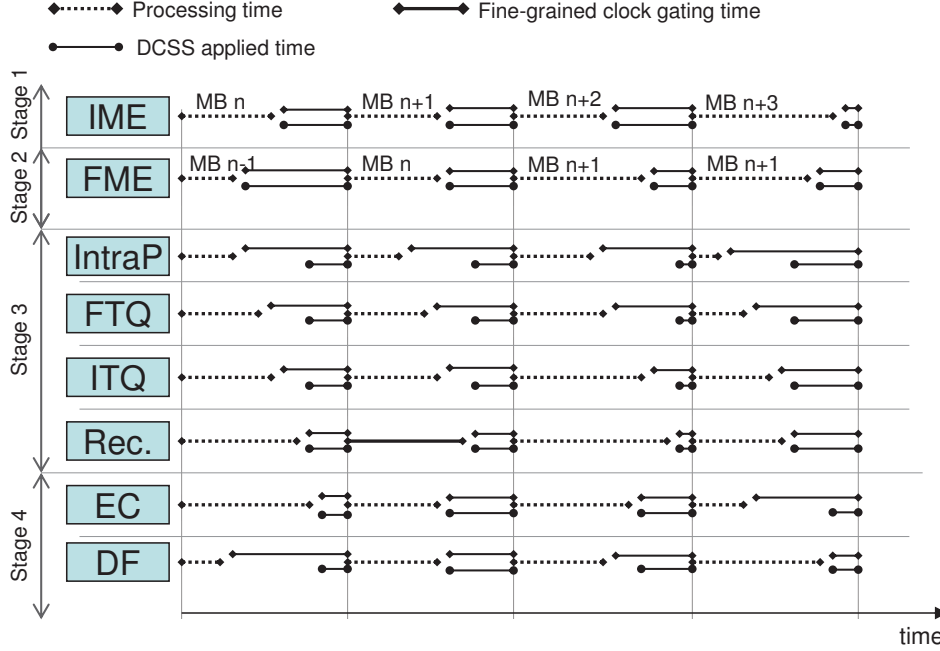 Processing time
Fine-grained clock gating time
DCSS applied time
Stage 1
IME
MB n
MB n+1
MB n+2
MB n+3
Stage 2
FME
MB n-1
MB n
MB n+1
MB n+1
Stage 3
IntraP
FTQ
ITQ
Rec.
Stage 4
EC
DF
time